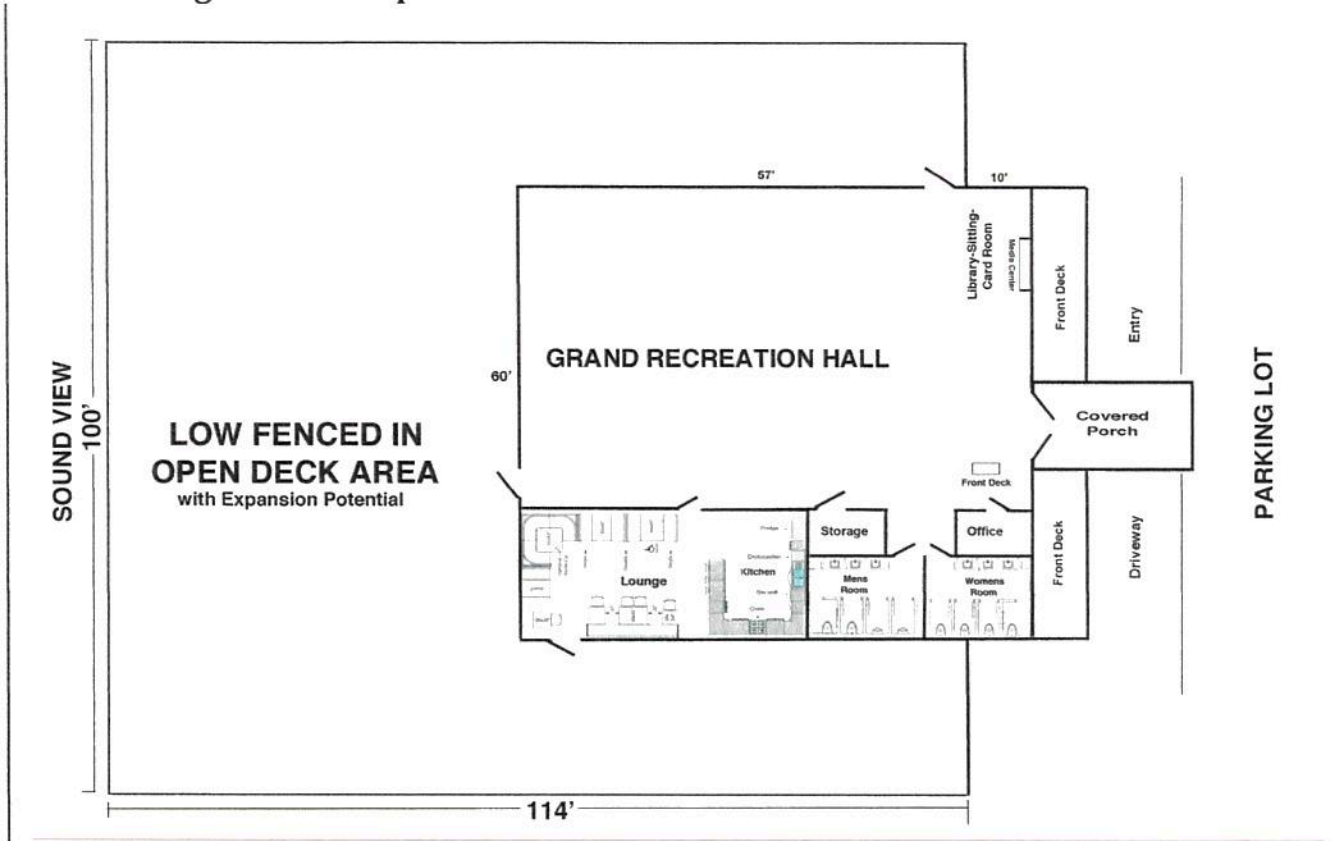 57'
10'
Library-Sitting-
Card Room
Media Center
Front Deck
Entry
SOUND VIEW
100'
60'
GRAND RECREATION HALL
Covered
Porch
PARKING LOT
LOW FENCED IN
OPEN DECK AREA
with Expansion Potential
Front Deck
Storage
Office
Front Deck
Driveway
Fridge
Dishwasher
Kitchen
Lounge
Oven
Mens
Room
Womens
Room
114'